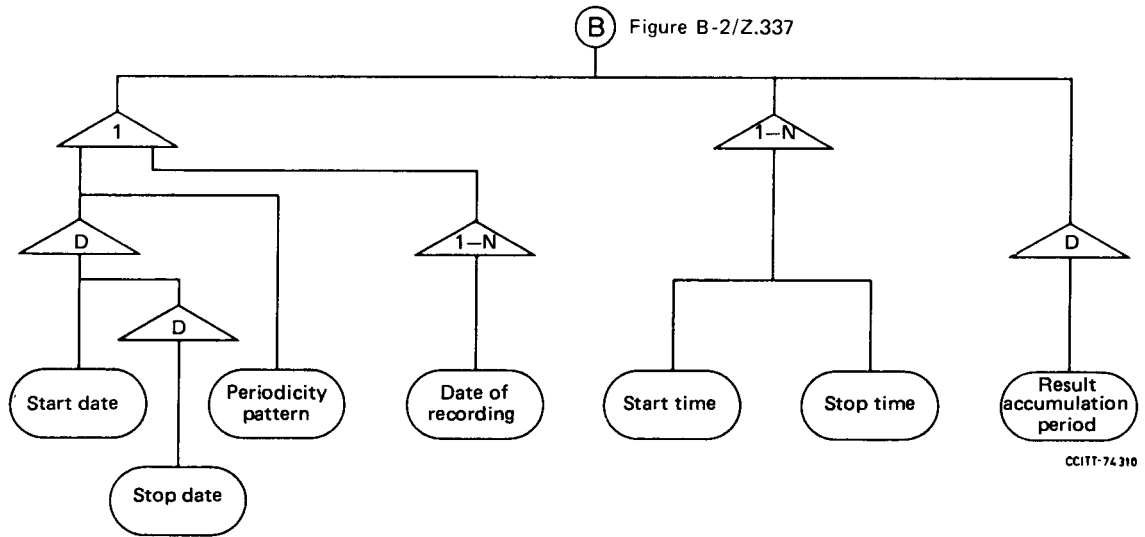 B Figure B-2/Z.337
1
1–N
D
1–N
D
D
Start date
Periodicity
pattern
Date of
recording
Start time
Stop time
Result
accumulation
period
CCITT-74310
Stop date